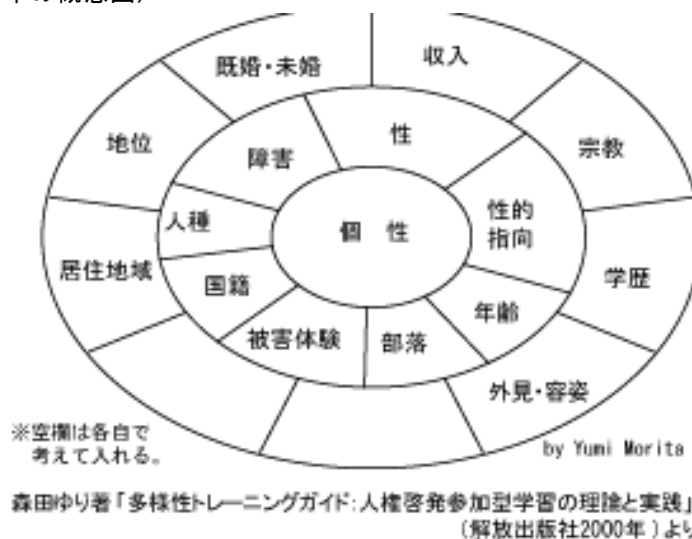 既婚・未婚
収入
地位
障害
性
宗教
人種
個 性
性的
指向
居住地域
国籍
学歴
被害体験
部落
年齢
外見・容姿
※空欄は各自で
考えて入れる。
by Yumi Morita
森田ゆり著「多様性トレーニングガイド:人権啓発参加型学習の理論と実践」
(解放出版社2000年)より